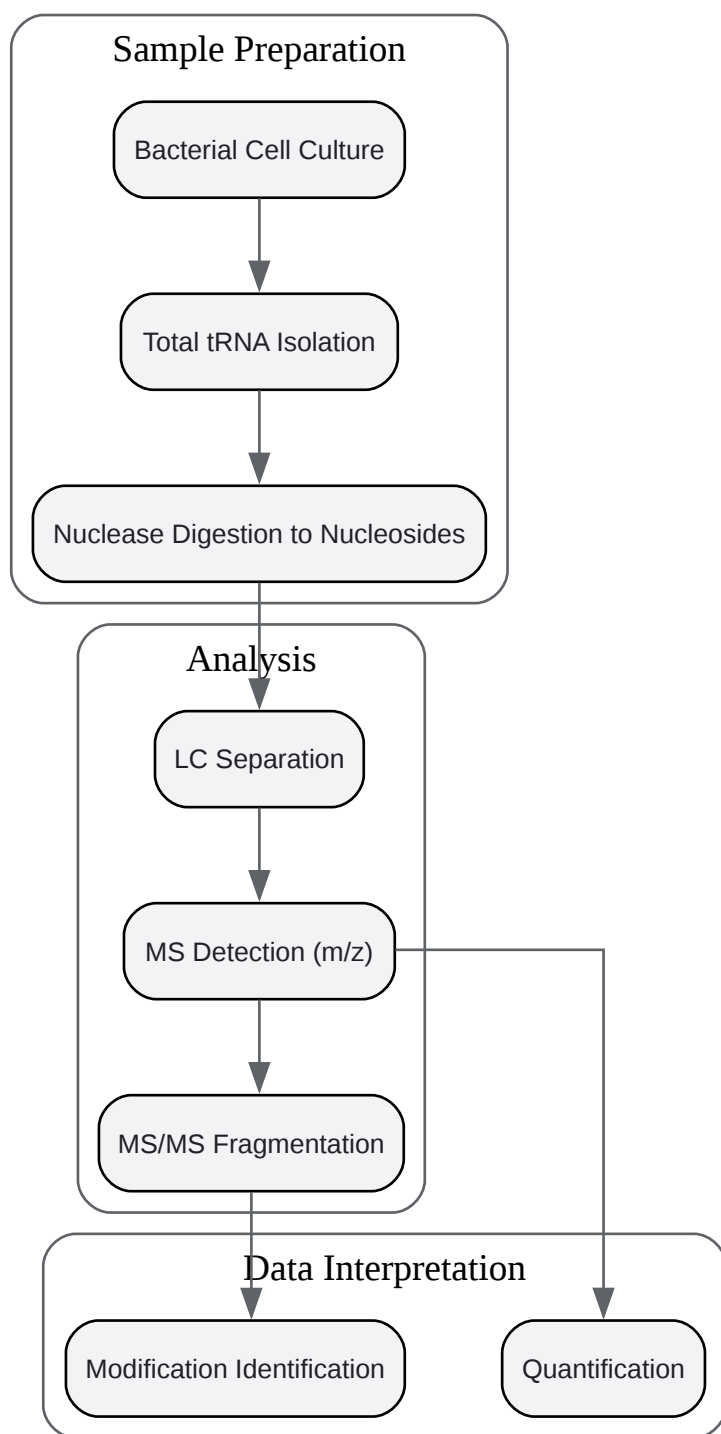 Sample Preparation
Bacterial Cell Culture
Total tRNA Isolation
Nuclease Digestion to Nucleosides
Analysis
LC Separation
MS Detection (m/z)
MS/MS Fragmentation
Data Interpretation
Modification Identification
Quantification